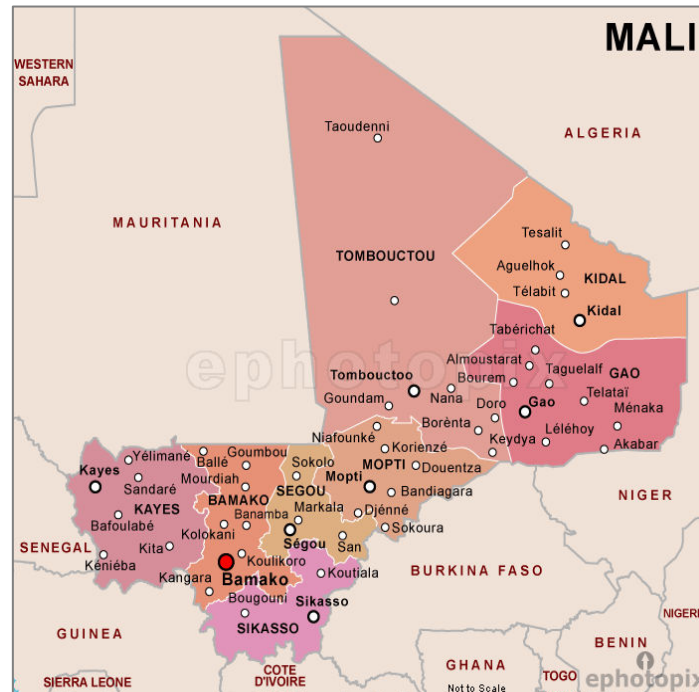 MALI
WESTERN
SAHARA
Taoudenni
ALGERIA
MAURITANIA
Tesalit
TOMBOUCTOU
Aguelhok
KIDAL
Télabit
Kidal
Tabérichat
ephotopix
Almoustarat
GAO
Bourem
Taguelalf
Tombouctoo
Nana
Telataï
Goundam
Doro
Gao
Ménaka
Borènta
Niafounké
Léléhoy
Keydya
Akabar
Korienzé
Yélimané
Goumbou
Ballé
Sokolo
MOPTI
Douentza
Kayes
Mourdiah
Mopti
Sandaré
SEGOU
Bandiagara
NIGER
BAMAKO
KAYES
Markala
Bafoulabé
Banamba
Djénné
Kolokani
Sokoura
Ségou
San
SENEGAL
Kita
Koulikoro
Kéniéba
BURKINA FASO
Kangara
Bamako
Koutiala
Bougouni
Sikasso
NIGERI
SIKASSO
GUINEA
BENIN
GHANA
COTE
D'IVOIRE
TOGO
SIERRA LEONE
ephotopix
Not to Scale